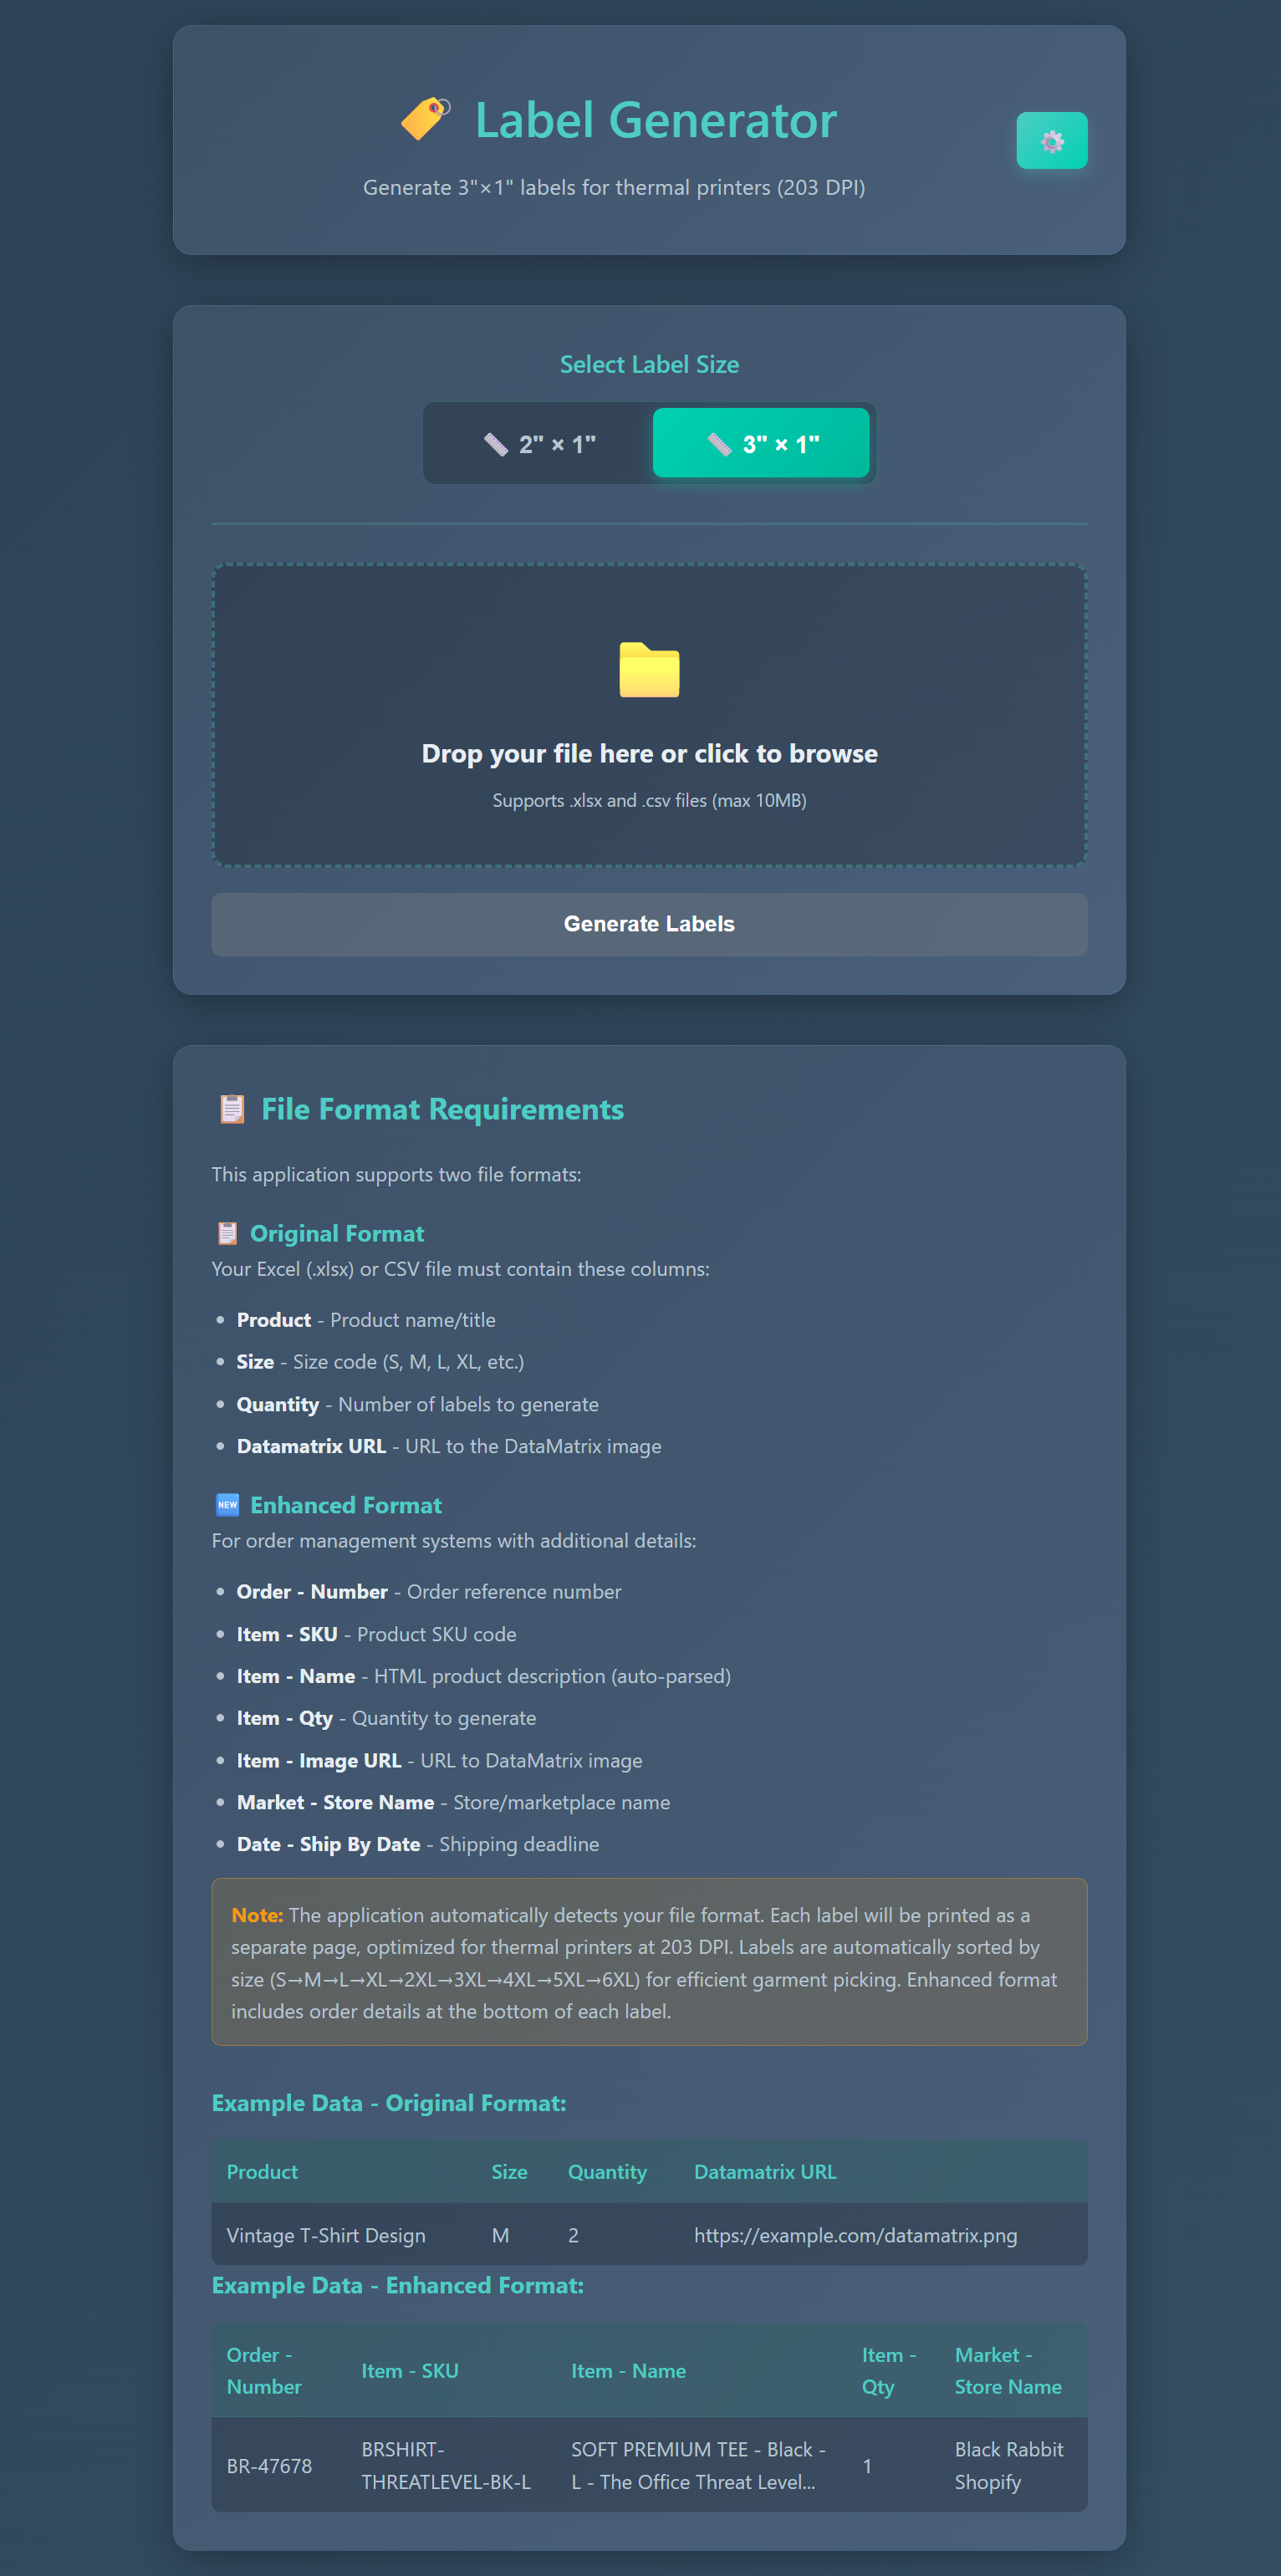 Label Generator
Generate 3"×1" labels for thermal printers (203 DPI)
Select Label Size
2" × 1"
3" × 1"
Drop your file here or click to browse
Supports .xlsx and .csv files (max 10MB)
Generate Labels
File Format Requirements
This application supports two file formats:
Original Format
Your Excel (.xlsx) or CSV file must contain these columns:
Product - Product name/title
Size - Size code (S, M, L, XL, etc.)
Quantity - Number of labels to generate
Datamatrix URL - URL to the DataMatrix image
NEW Enhanced Format
For order management systems with additional details:
Order - Number - Order reference number
Item - SKU - Product SKU code
Item - Name - HTML product description (auto-parsed)
Item - Qty - Quantity to generate
Item - Image URL - URL to DataMatrix image
Market - Store Name - Store/marketplace name
Date - Ship By Date - Shipping deadline
Note: The application automatically detects your file format. Each label will be printed as a
separate page, optimized for thermal printers at 203 DPI. Labels are automatically sorted by
size (S→M→L→XL→2XL→3XL→4XL→5XL→6XL) for efficient garment picking. Enhanced format
includes order details at the bottom of each label.
Example Data - Original Format:
Product Size Quantity Datamatrix URL
Vintage T-Shirt Design M 2 https://example.com/datamatrix.png
Example Data - Enhanced Format:
Order -
Number
Item - SKU
Item - Name
Item -
Qty
Market -
Store Name
BR-47678
BRSHIRT-
THREATLEVEL-BK-L
SOFT PREMIUM TEE - Black -
L - The Office Threat Level...
1
Black Rabbit
Shopify